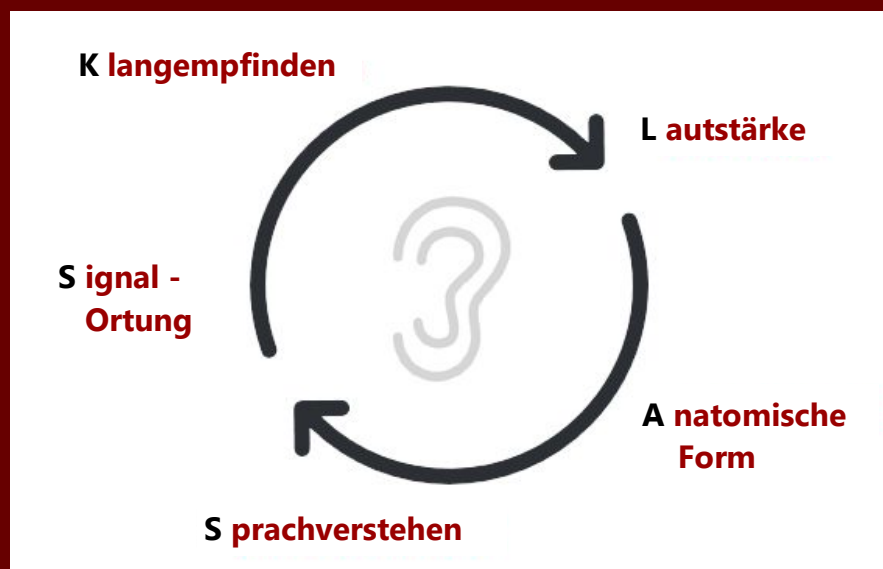 K langempfinden
L autstärke
A natomische
Form
S prachverstehen
S ignal -
Ortung